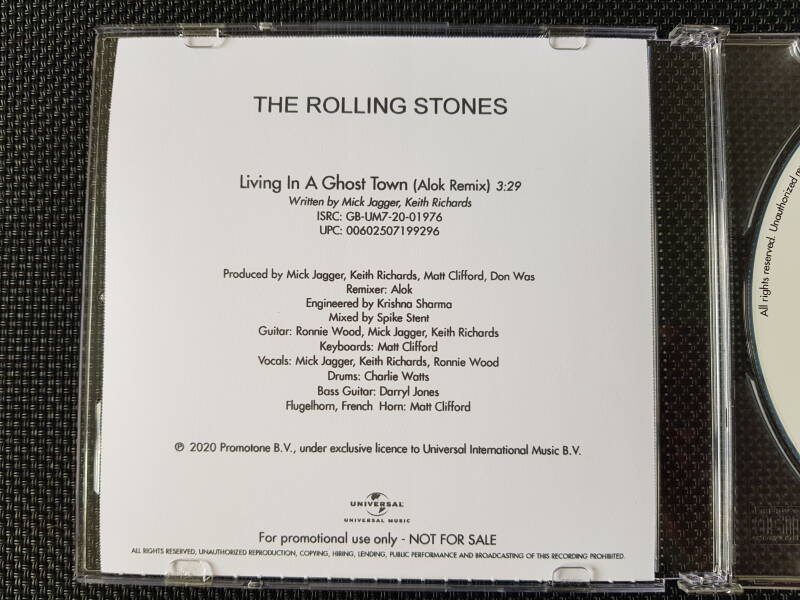 THE ROLLING STONES
Living In A Ghost Town (Alok Remix) 3:29
Written by Mick Jagger, Keith Richards
ISRC: GB-UM7-20-01976
UPC: 00602507199296
Produced by Mick Jagger, Keith Richards, Matt Clifford, Don Was
Remixer: Alok
Engineered by Krishna Sharma
Mixed by Spike Stent
Guitar: Ronnie Wood, Mick Jagger, Keith Richards
Keyboards: Matt Clifford
Vocals: Mick Jagger, Keith Richards, Ronnie Wood
Drums: Charlie Watts
Bass Guitar: Darryl Jones
Flugelhorn, French Horn: Matt Clifford
℗ 2020 Promotone B.V., under exclusive licence to Universal International Music B.V.
UNIVERSAL
UNIVERSAL MUSIC
For promotional use only - NOT FOR SALE
ALL RIGHTS RESERVED, UNAUTHORIZED REPRODUCTION, COPYING, HIRING, LENDING, PUBLIC PERFORMANCE AND BROADCASTING OF THIS RECORDING PROHIBITED.
All rights reserved. Unauthorized